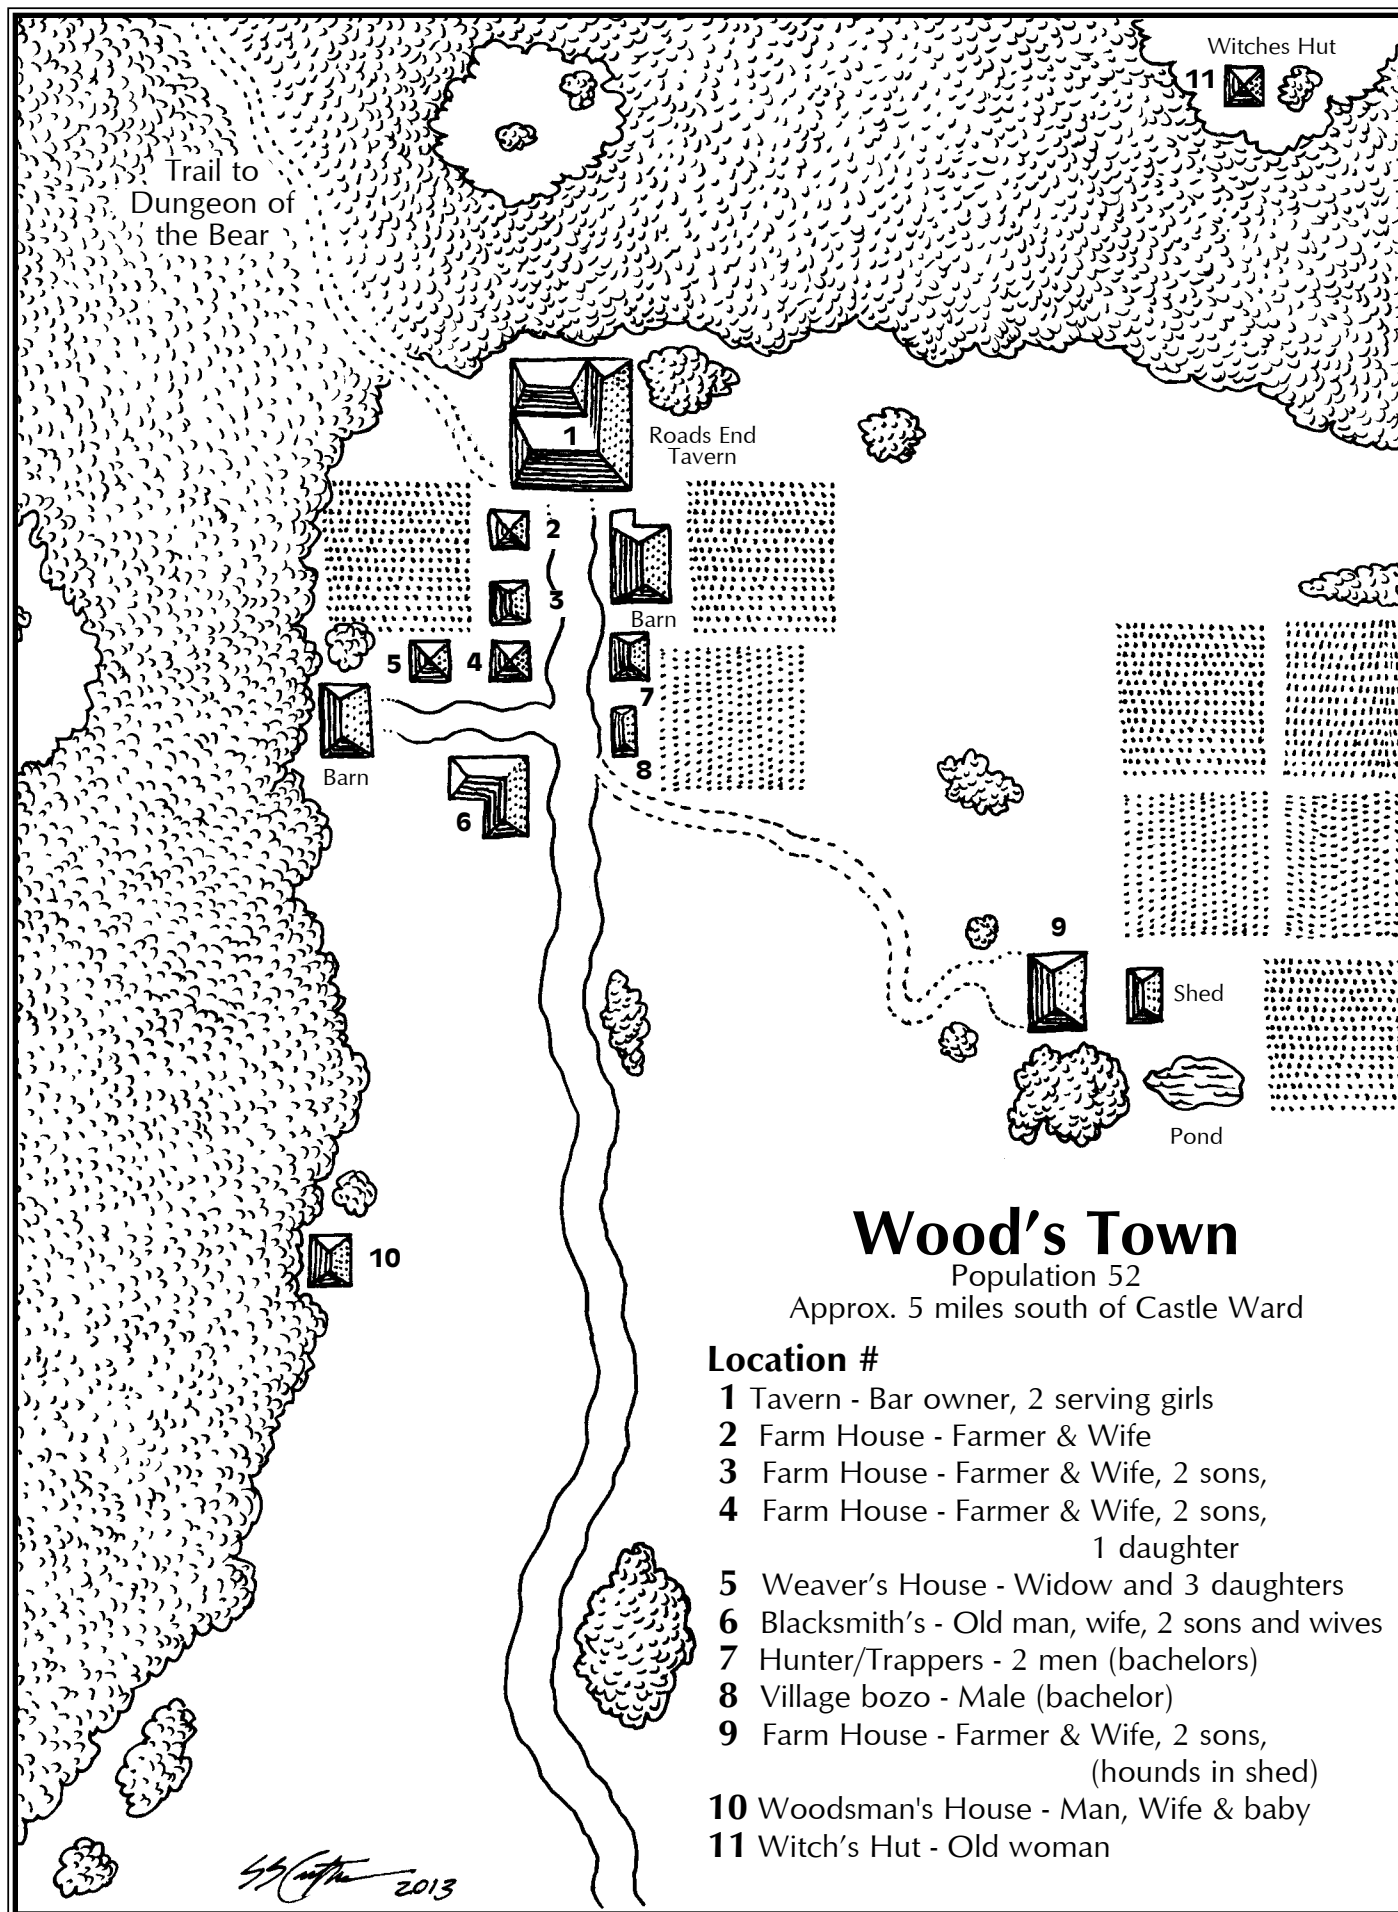 Witches Hut
11
Trail to
Dungeon of
the Bear
1
Roads End
Tavern
2
3
Barn
5
4
7
Barn
8
6
9
Shed
Pond
10
Wood's Town
Population 52
Approx. 5 miles south of Castle Ward
Location #
1 Tavern - Bar owner, 2 serving girls
2 Farm House - Farmer & Wife
3 Farm House - Farmer & Wife, 2 sons,
4 Farm House - Farmer & Wife, 2 sons,
1 daughter
5 Weaver's House - Widow and 3 daughters
6 Blacksmith's - Old man, wife, 2 sons and wives
7 Hunter/Trappers - 2 men (bachelors)
8 Village bozo - Male (bachelor)
9 Farm House - Farmer & Wife, 2 sons,
(hounds in shed)
10 Woodsman's House - Man, Wife & baby
11 Witch's Hut - Old woman
2013